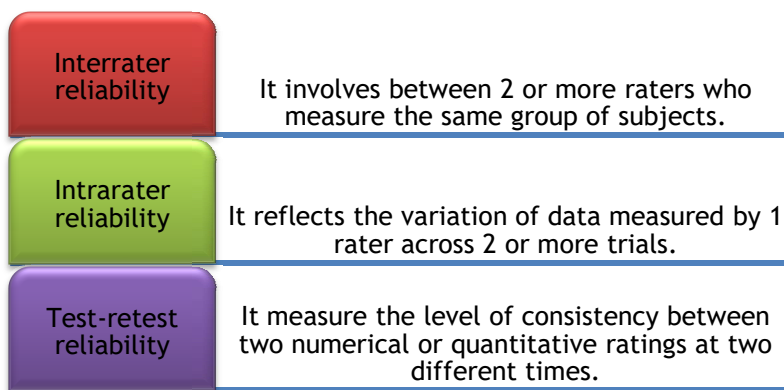 Interrater
reliability
It involves between 2 or more raters who
measure the same group of subjects.
Intrarater
reliability
It reflects the variation of data measured by 1
rater across 2 or more trials.
Test-retest
reliability
It measure the level of consistency between
two numerical or quantitative ratings at two
different times.